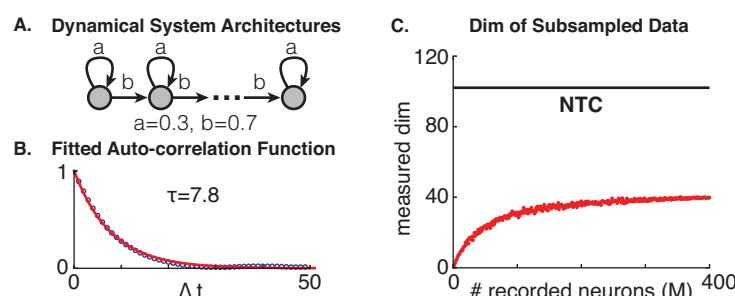 A. Dynamical System Architectures
a a a
b b b
a=0.3, b=0.7
B. Fitted Auto-correlation Function
1
τ=7.8
0
0 50
Δ t
C. Dim of Subsampled Data
120
NTC
80
measured dim
40
0
0 400
# recorded neurons (M)